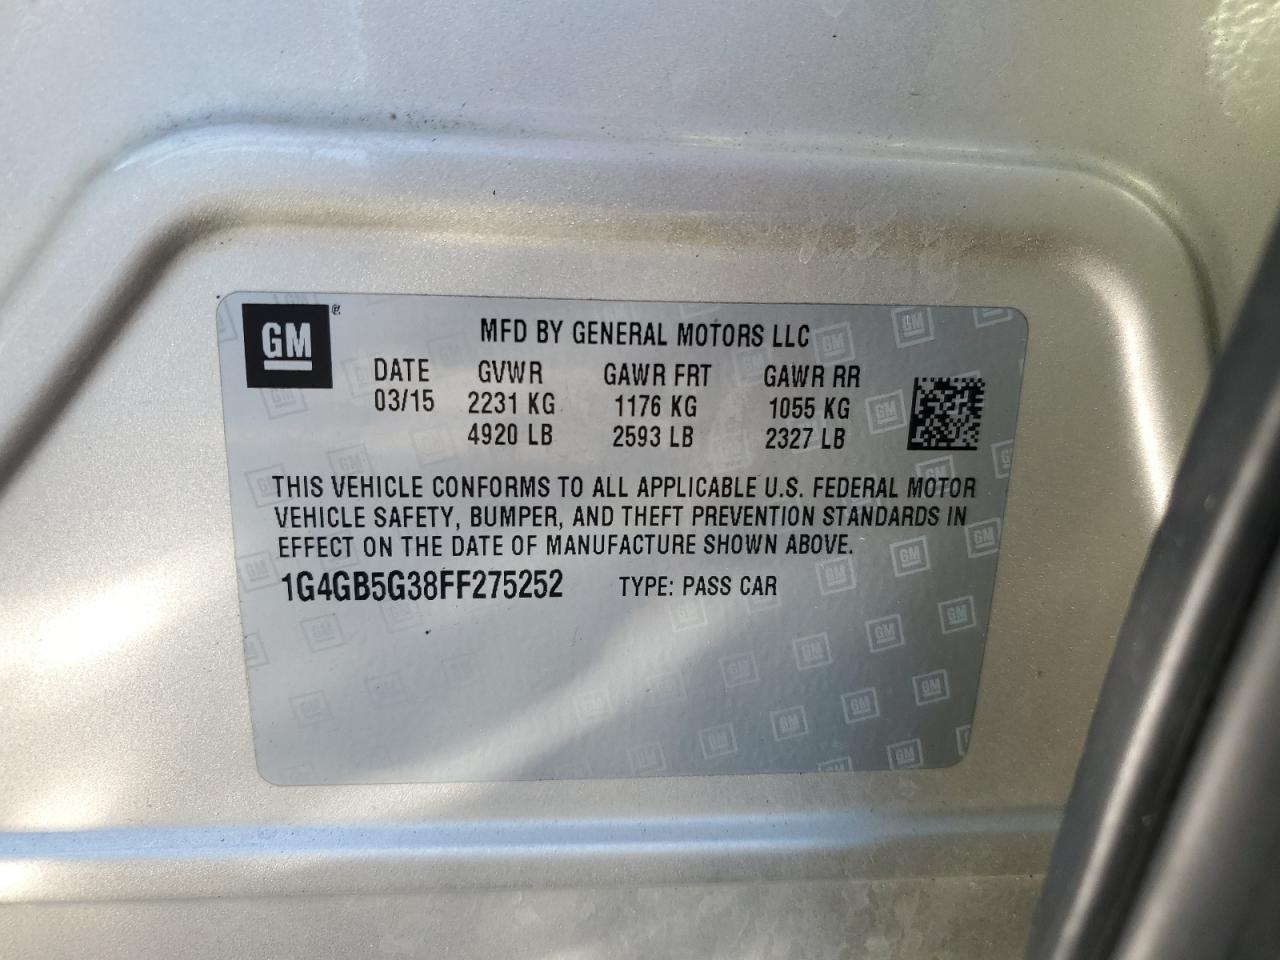 GM ®
MFD BY GENERAL MOTORS LLC
DATE GVWR GAWR FRT GAWR RR
03/15 2231 KG 1176 KG 1055 KG
4920 LB 2593 LB 2327 LB
THIS VEHICLE CONFORMS TO ALL APPLICABLE U.S. FEDERAL MOTOR
VEHICLE SAFETY, BUMPER, AND THEFT PREVENTION STANDARDS IN
EFFECT ON THE DATE OF MANUFACTURE SHOWN ABOVE.
1G4GB5G38FF275252 TYPE: PASS CAR